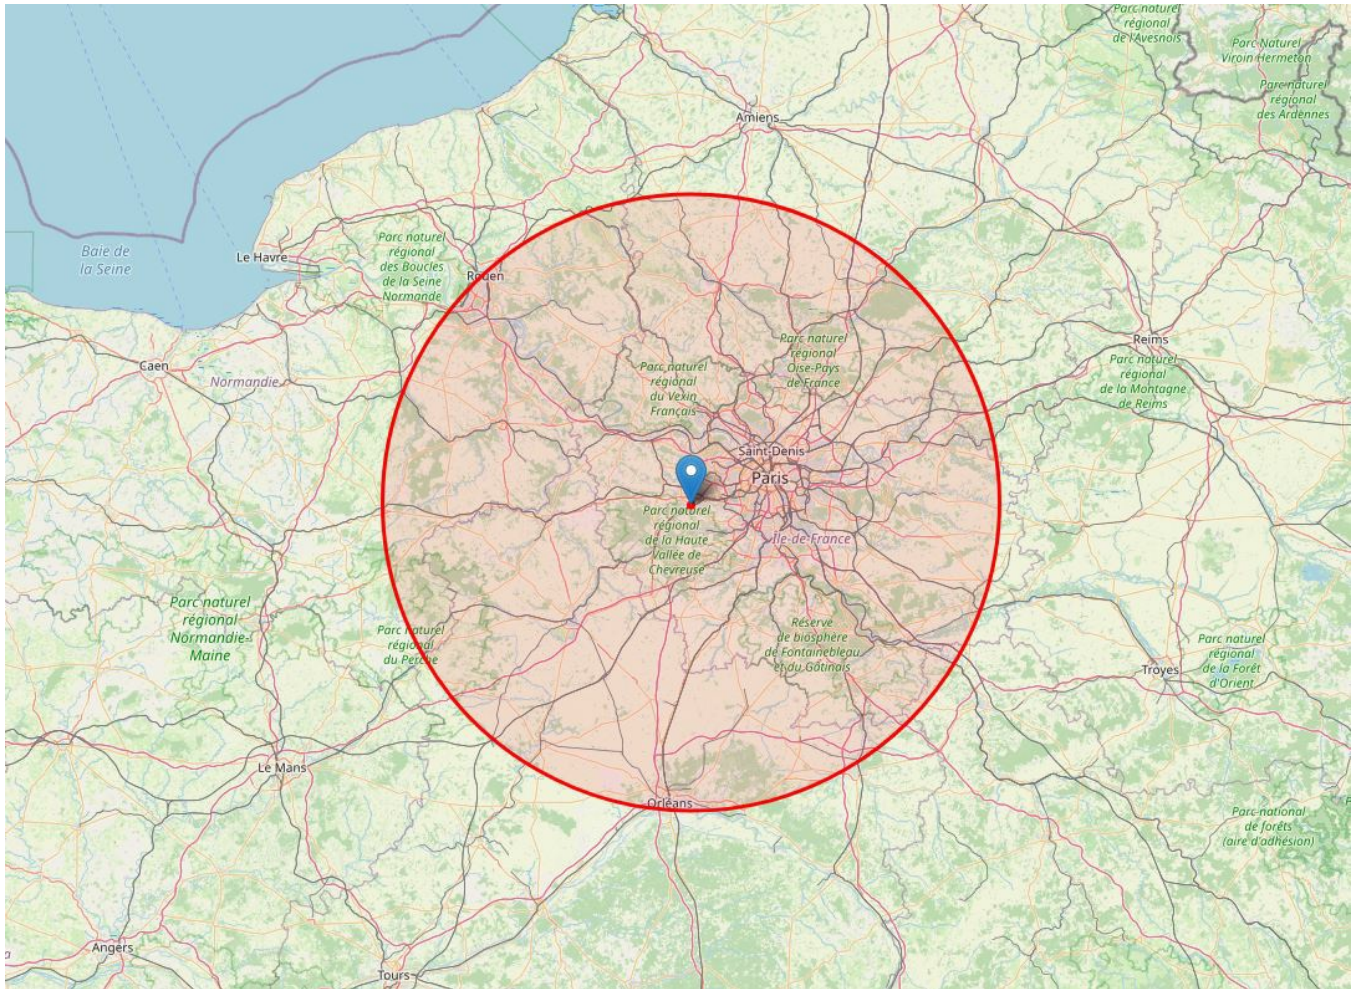 Parc naturel
régional
de l'Avesnois
Parc Naturel
Viroin Hermeton
Parc naturel
régional
des Ardennes
Amiens
Baie de
la Seine
Le Havre
Parc naturel
régional
des Boucles
de la Seine
Normande
Rouen
Caen
Normandie
Parc naturel
régional
du Vexin
Français
Parc naturel
régional
Oise-Pays
de France
Reims
Parc naturel
régional
de la Montagne
de Reims
Saint-Denis
Paris
Parc naturel
régional
de la Haute
Vallée de
Chevreuse
Île-de-France
Parc naturel
régional
Normandie-
Maine
Parc naturel
régional
du Perche
Réserve
de biosphère
de Fontainebleau
et du Gâtinais
Parc naturel
régional
de la Forêt
d'Orient
Troyes
Le Mans
Orléans
Parc national
de forêts
(aire d'adhésion)
Angers
Tours